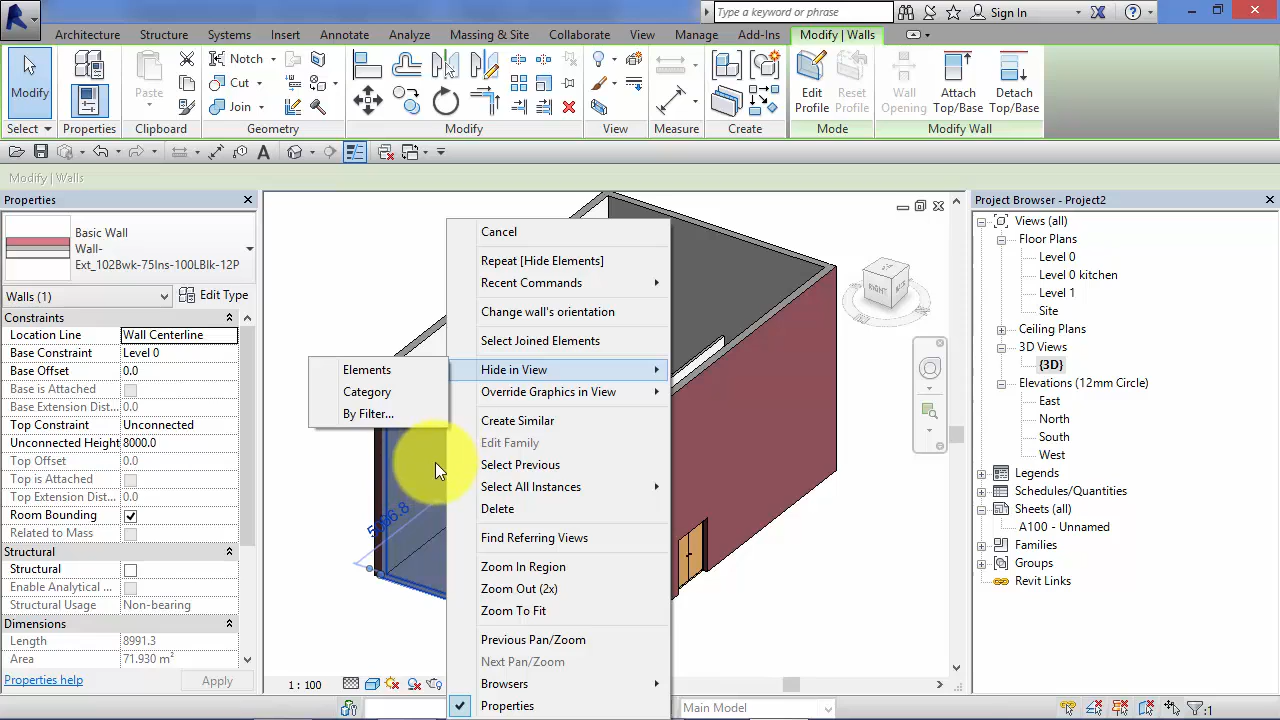 Type a keyword or phrase
Sign In
Architecture Structure Systems Insert Annotate Analyze Massing & Site Collaborate View Manage Add-Ins Modify | Walls
Modify
Paste
Notch
Cut
Join
Edit Profile
Reset Profile
Wall Opening
Attach Top/Base
Detach Top/Base
Select Properties Clipboard Geometry Modify View Measure Create Mode Modify Wall
Modify | Walls
Properties
Basic Wall
Wall-
Ext_102Bwk-75Ins-100LBlk-12P
Walls (1) Edit Type
Constraints
Location Line Wall Centerline
Base Constraint Level 0
Base Offset 0.0
Base is Attached
Base Extension Dist... 0.0
Top Constraint Unconnected
Unconnected Height 8000.0
Top Offset 0.0
Top is Attached
Top Extension Dist... 0.0
Room Bounding
Related to Mass
Structural
Structural
Enable Analytical ...
Structural Usage Non-bearing
Dimensions
Length 8991.3
Area 71.930 m²
Properties help Apply
RIGHT
Cancel
Repeat [Hide Elements]
Recent Commands
Change wall's orientation
Select Joined Elements
Hide in View
Override Graphics in View
Create Similar
Edit Family
Select Previous
Select All Instances
Delete
Find Referring Views
Zoom In Region
Zoom Out (2x)
Zoom To Fit
Previous Pan/Zoom
Next Pan/Zoom
Browsers
Properties
Elements
Category
By Filter...
1 : 100
Main Model
:1
Project Browser - Project2
Views (all)
Floor Plans
Level 0
Level 0 kitchen
Level 1
Site
Ceiling Plans
3D Views
{3D}
Elevations (12mm Circle)
East
North
South
West
Legends
Schedules/Quantities
Sheets (all)
A100 - Unnamed
Families
Groups
Revit Links